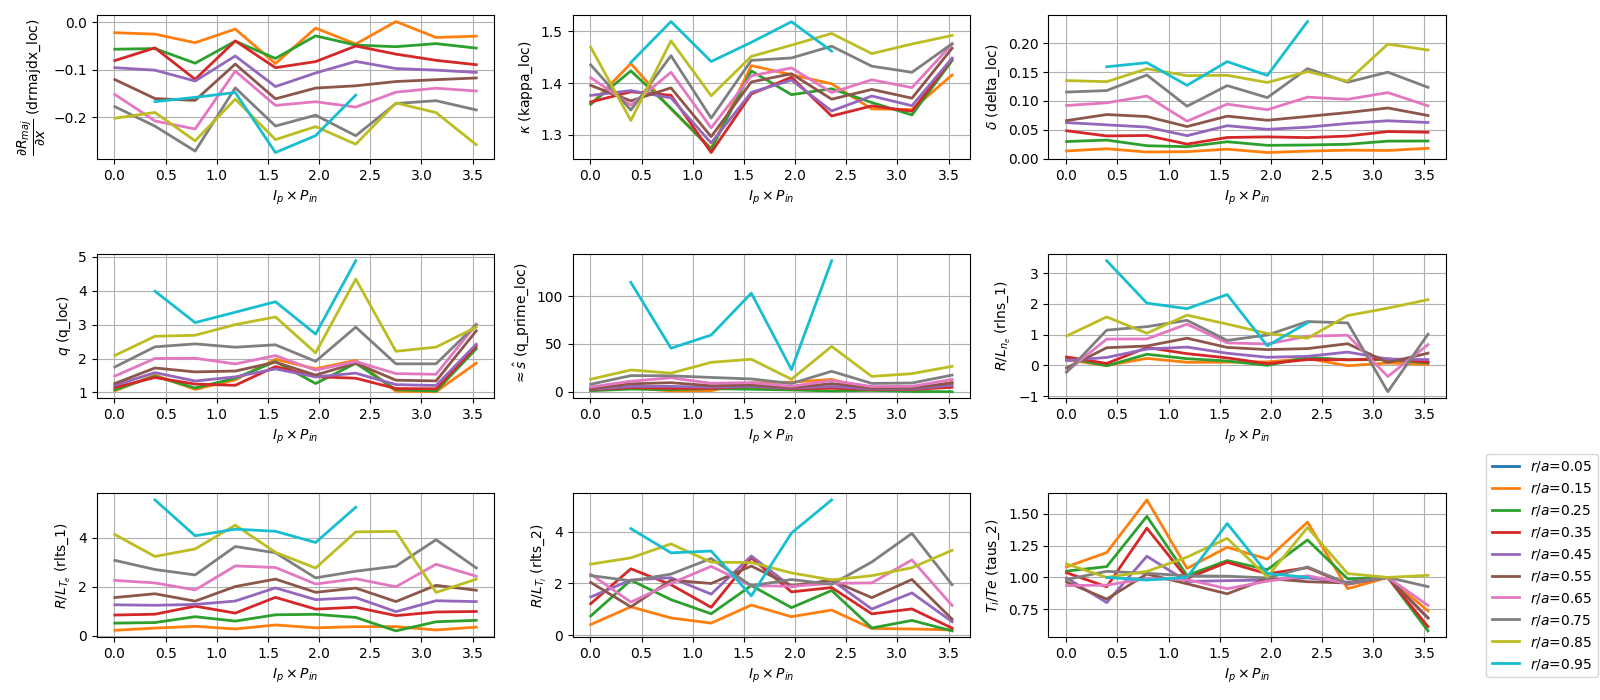 0.0
−0.1
−0.2
∂R_maj/∂x (drmajdx_loc)
0.0 0.5 1.0 1.5 2.0 2.5 3.0 3.5
I_p × P_in
1.5
1.4
1.3
κ (kappa_loc)
0.0 0.5 1.0 1.5 2.0 2.5 3.0 3.5
I_p × P_in
0.20
0.15
0.10
0.05
0.00
δ (delta_loc)
0.0 0.5 1.0 1.5 2.0 2.5 3.0 3.5
I_p × P_in
5
4
3
2
1
q (q_loc)
0.0 0.5 1.0 1.5 2.0 2.5 3.0 3.5
I_p × P_in
100
50
0
≈ ŝ (q_prime_loc)
0.0 0.5 1.0 1.5 2.0 2.5 3.0 3.5
I_p × P_in
3
2
1
0
−1
R/L_{n_e} (rlns_1)
0.0 0.5 1.0 1.5 2.0 2.5 3.0 3.5
I_p × P_in
4
2
0
R/L_{T_e} (rlts_1)
0.0 0.5 1.0 1.5 2.0 2.5 3.0 3.5
I_p × P_in
4
2
0
R/L_{T_i} (rlts_2)
0.0 0.5 1.0 1.5 2.0 2.5 3.0 3.5
I_p × P_in
1.50
1.25
1.00
0.75
T_i/Te (taus_2)
0.0 0.5 1.0 1.5 2.0 2.5 3.0 3.5
I_p × P_in
r/a=0.05
r/a=0.15
r/a=0.25
r/a=0.35
r/a=0.45
r/a=0.55
r/a=0.65
r/a=0.75
r/a=0.85
r/a=0.95